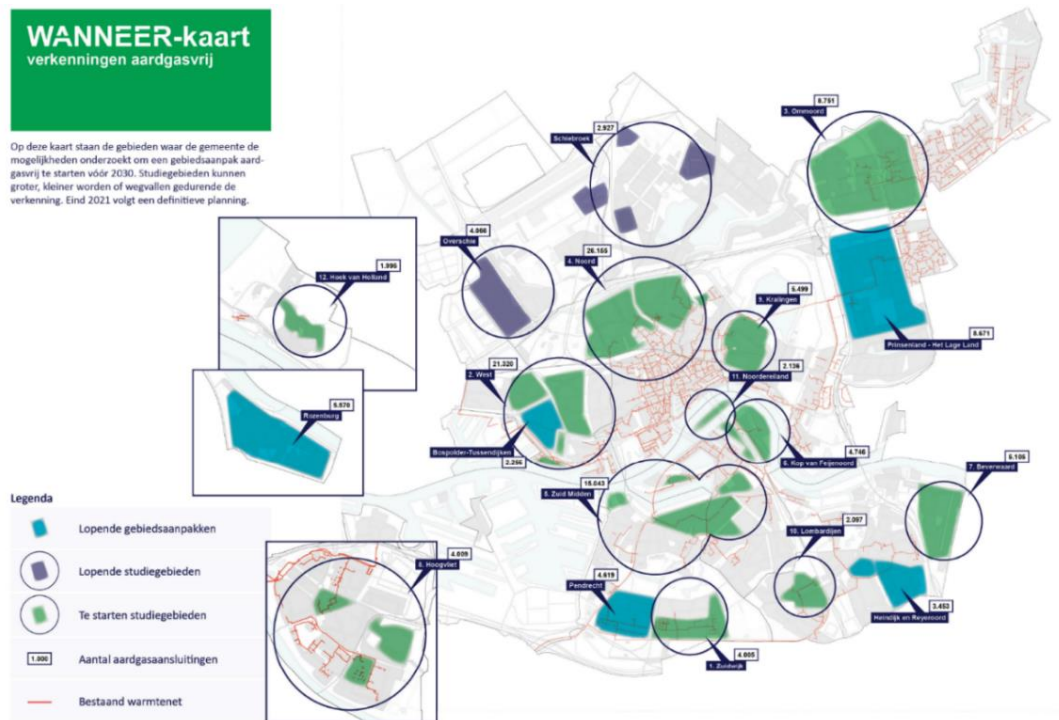 WANNEER-kaart
verkenningen aardgasvrij
Op deze kaart staan de gebieden waar de gemeente de
mogelijkheden onderzoekt om een gebiedsaanpak aard-
gasvrij te starten vóór 2030. Studiegebieden kunnen
groter, kleiner worden of wegvallen gedurende de
verkenning. Eind 2021 volgt een definitieve planning.
8.751
3. Ommoord
2.927
Schiebroek
4.066
Overschie
26.155
4. Noord
1.995
12. Hoek van Holland
5.499
9. Kralingen
8.671
Prinsenland - Het Lage Land
21.320
2. West
2.136
11. Noordereiland
5.570
Rozenburg
Bospolder-Tussendijken
2.255
4.746
6. Kop van Feijenoord
15.043
5. Zuid Midden
5.105
7. Beverwaard
2.097
10. Lombardijen
Legenda
Lopende gebiedsaanpakken
Lopende studiegebieden
Te starten studiegebieden
1.000
Aantal aardgasaansluitingen
Bestaand warmtenet
4.009
8. Hoogvliet
4.619
Pendrecht
Heindijk en Reyeroord
3.453
4.605
1. Zuidwijk